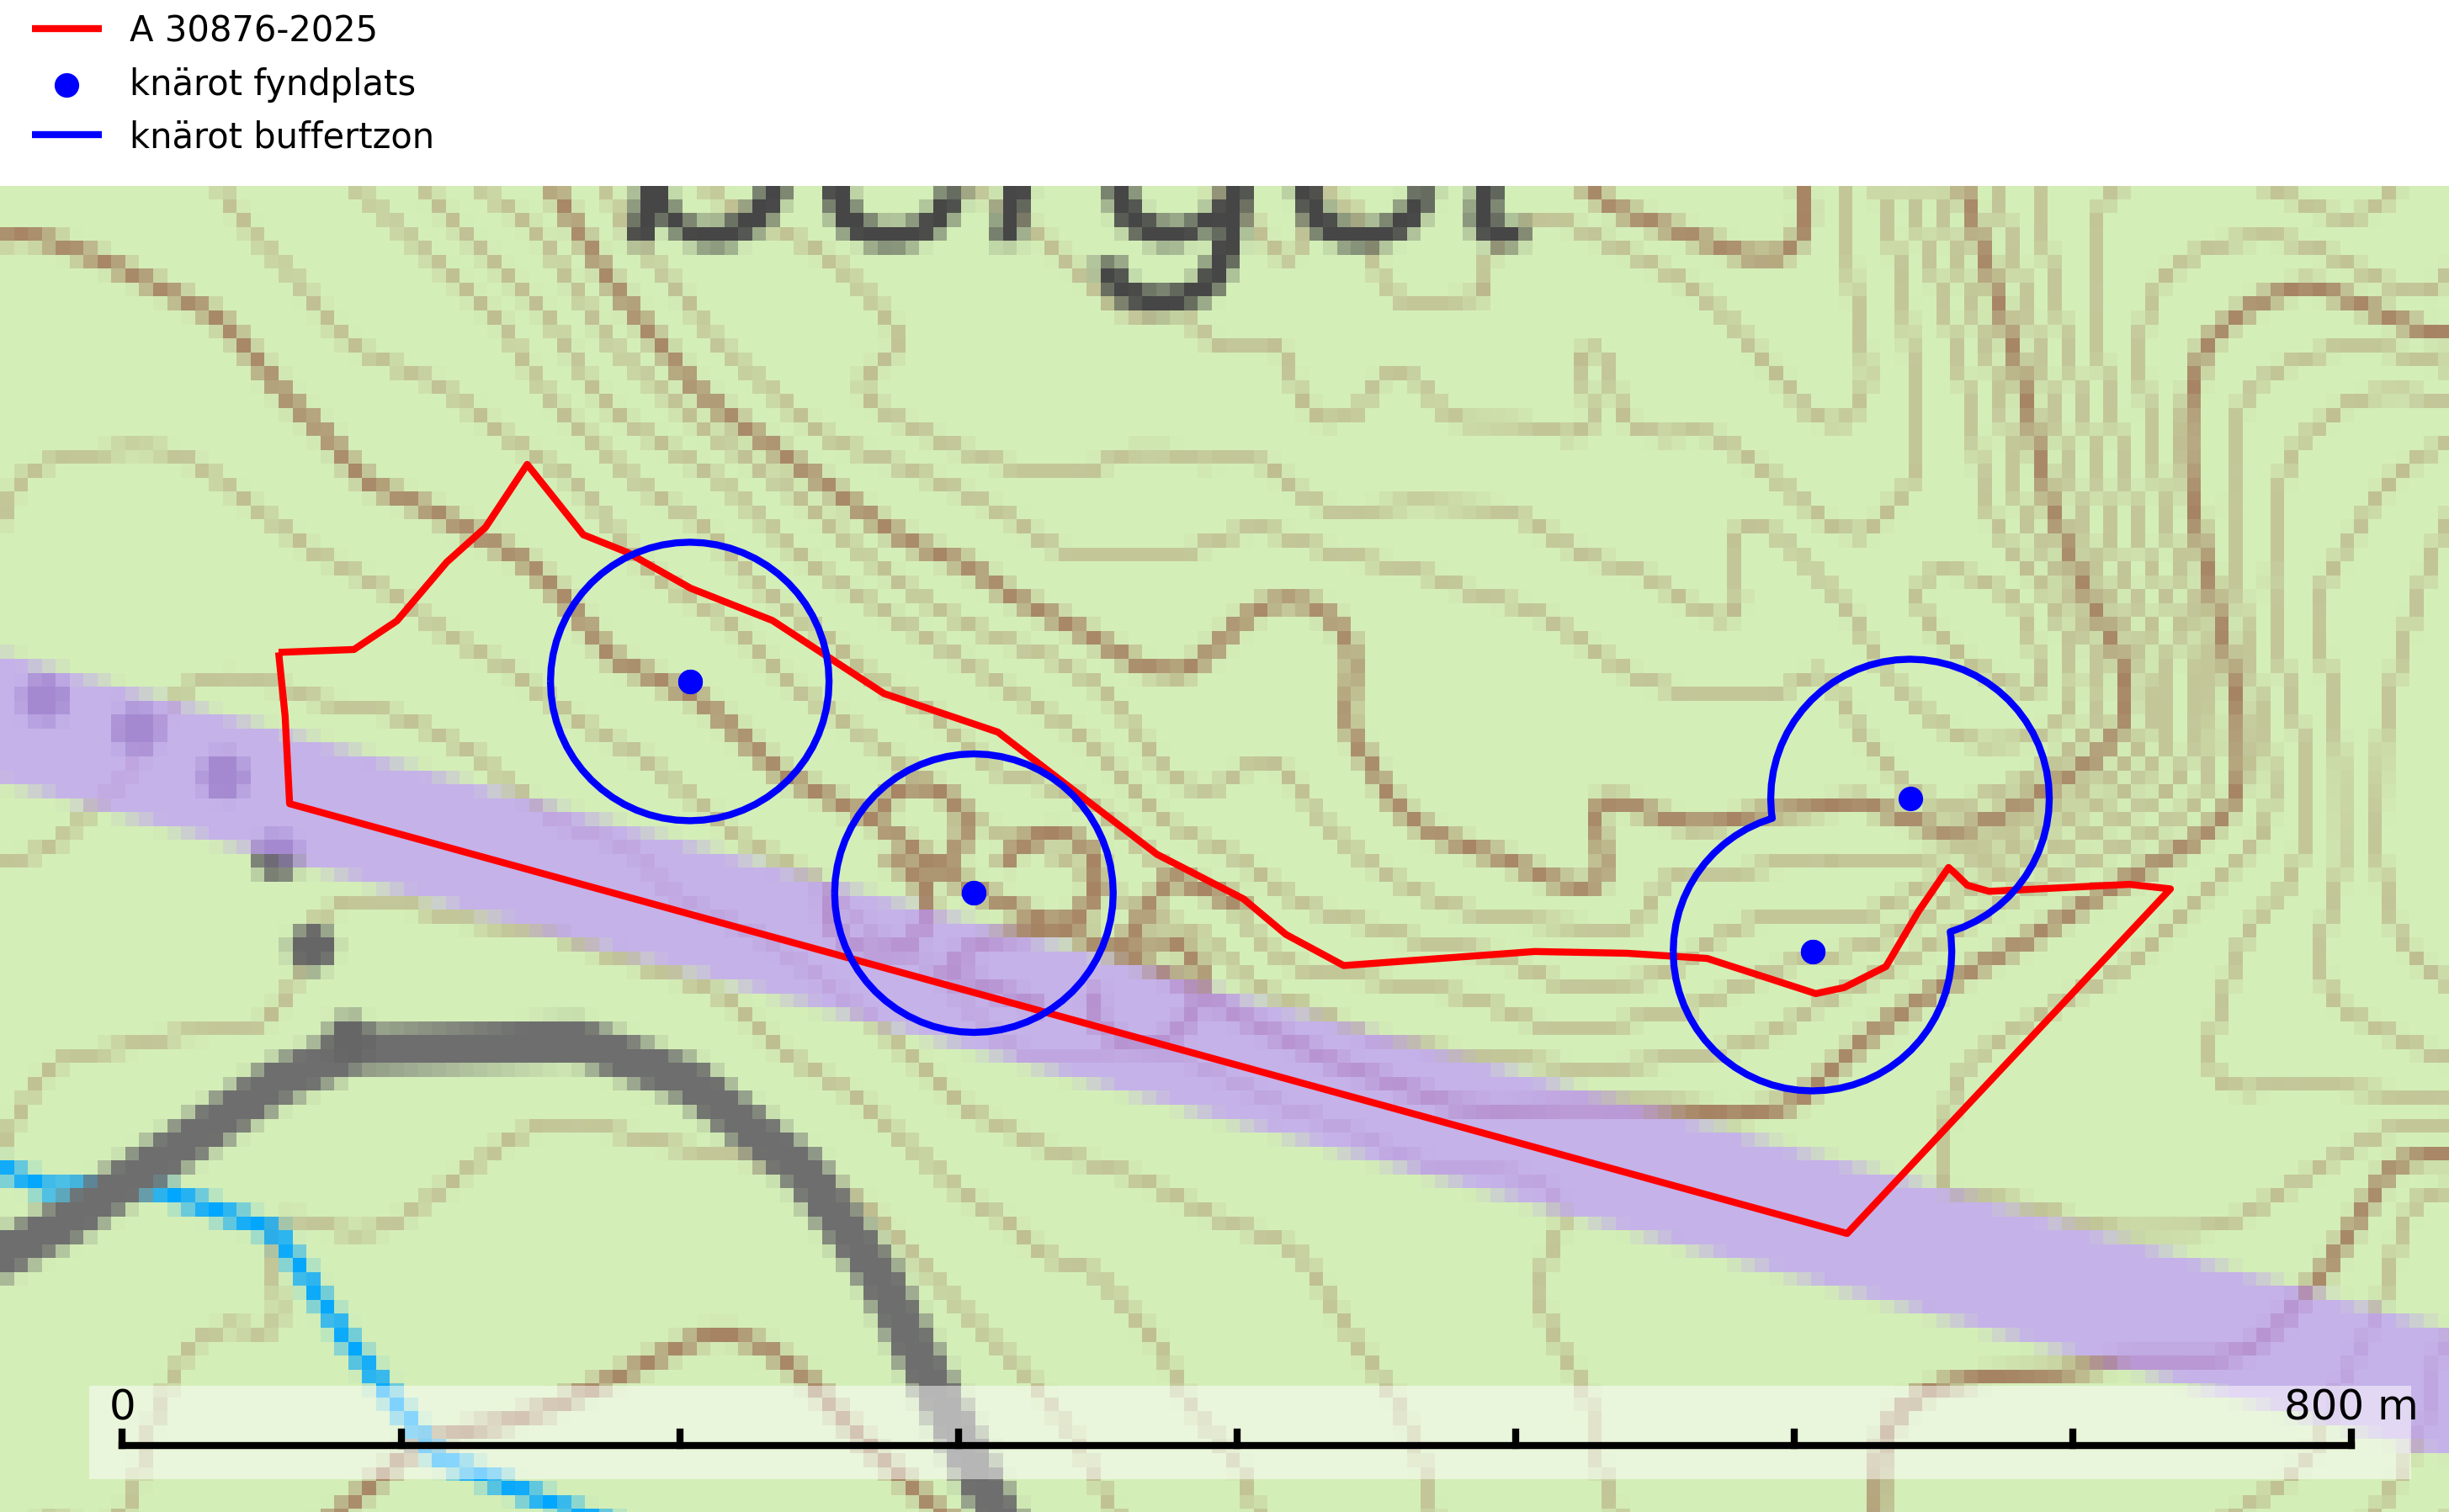 A 30876-2025
knärot fyndplats
knärot buffertzon
0
800 m